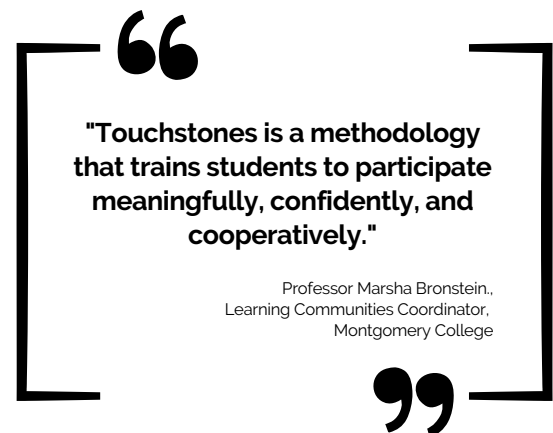 "Touchstones is a methodology
that trains students to participate
meaningfully, confidently, and
cooperatively."
Professor Marsha Bronstein.,
Learning Communities Coordinator,
Montgomery College